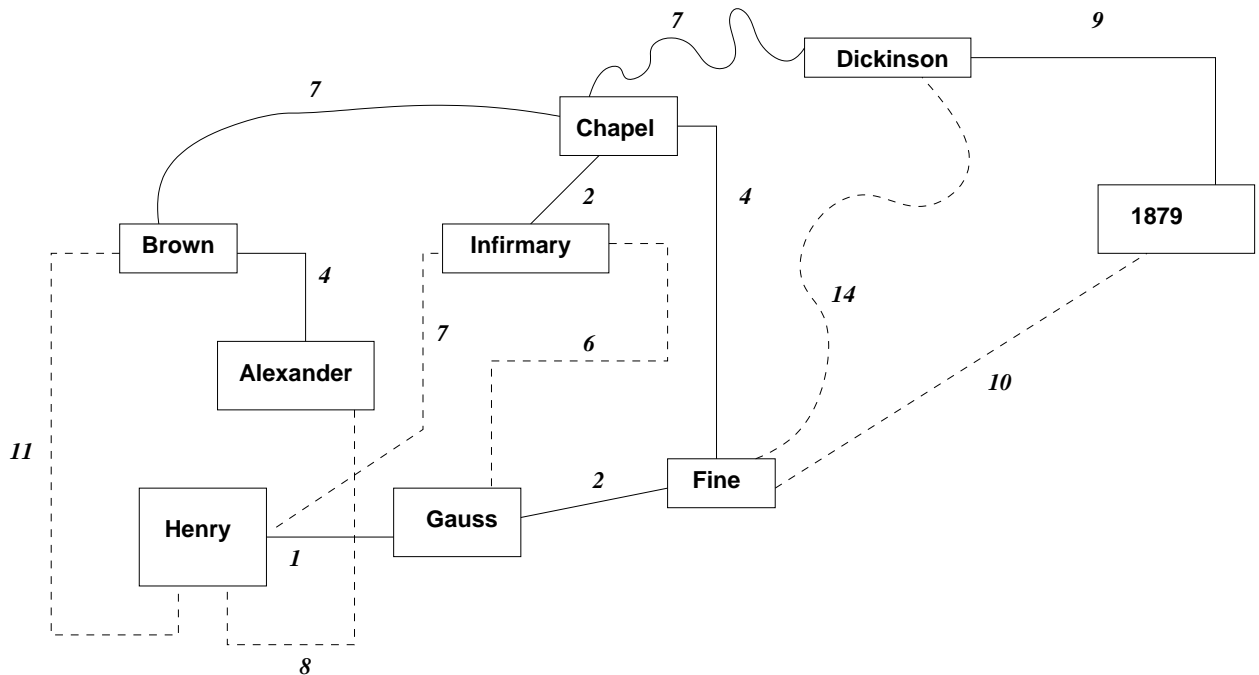 7
9
Dickinson
7
Chapel
2
4
1879
Brown
Infirmary
4
14
7
6
Alexander
10
11
2
Fine
Henry
Gauss
1
8